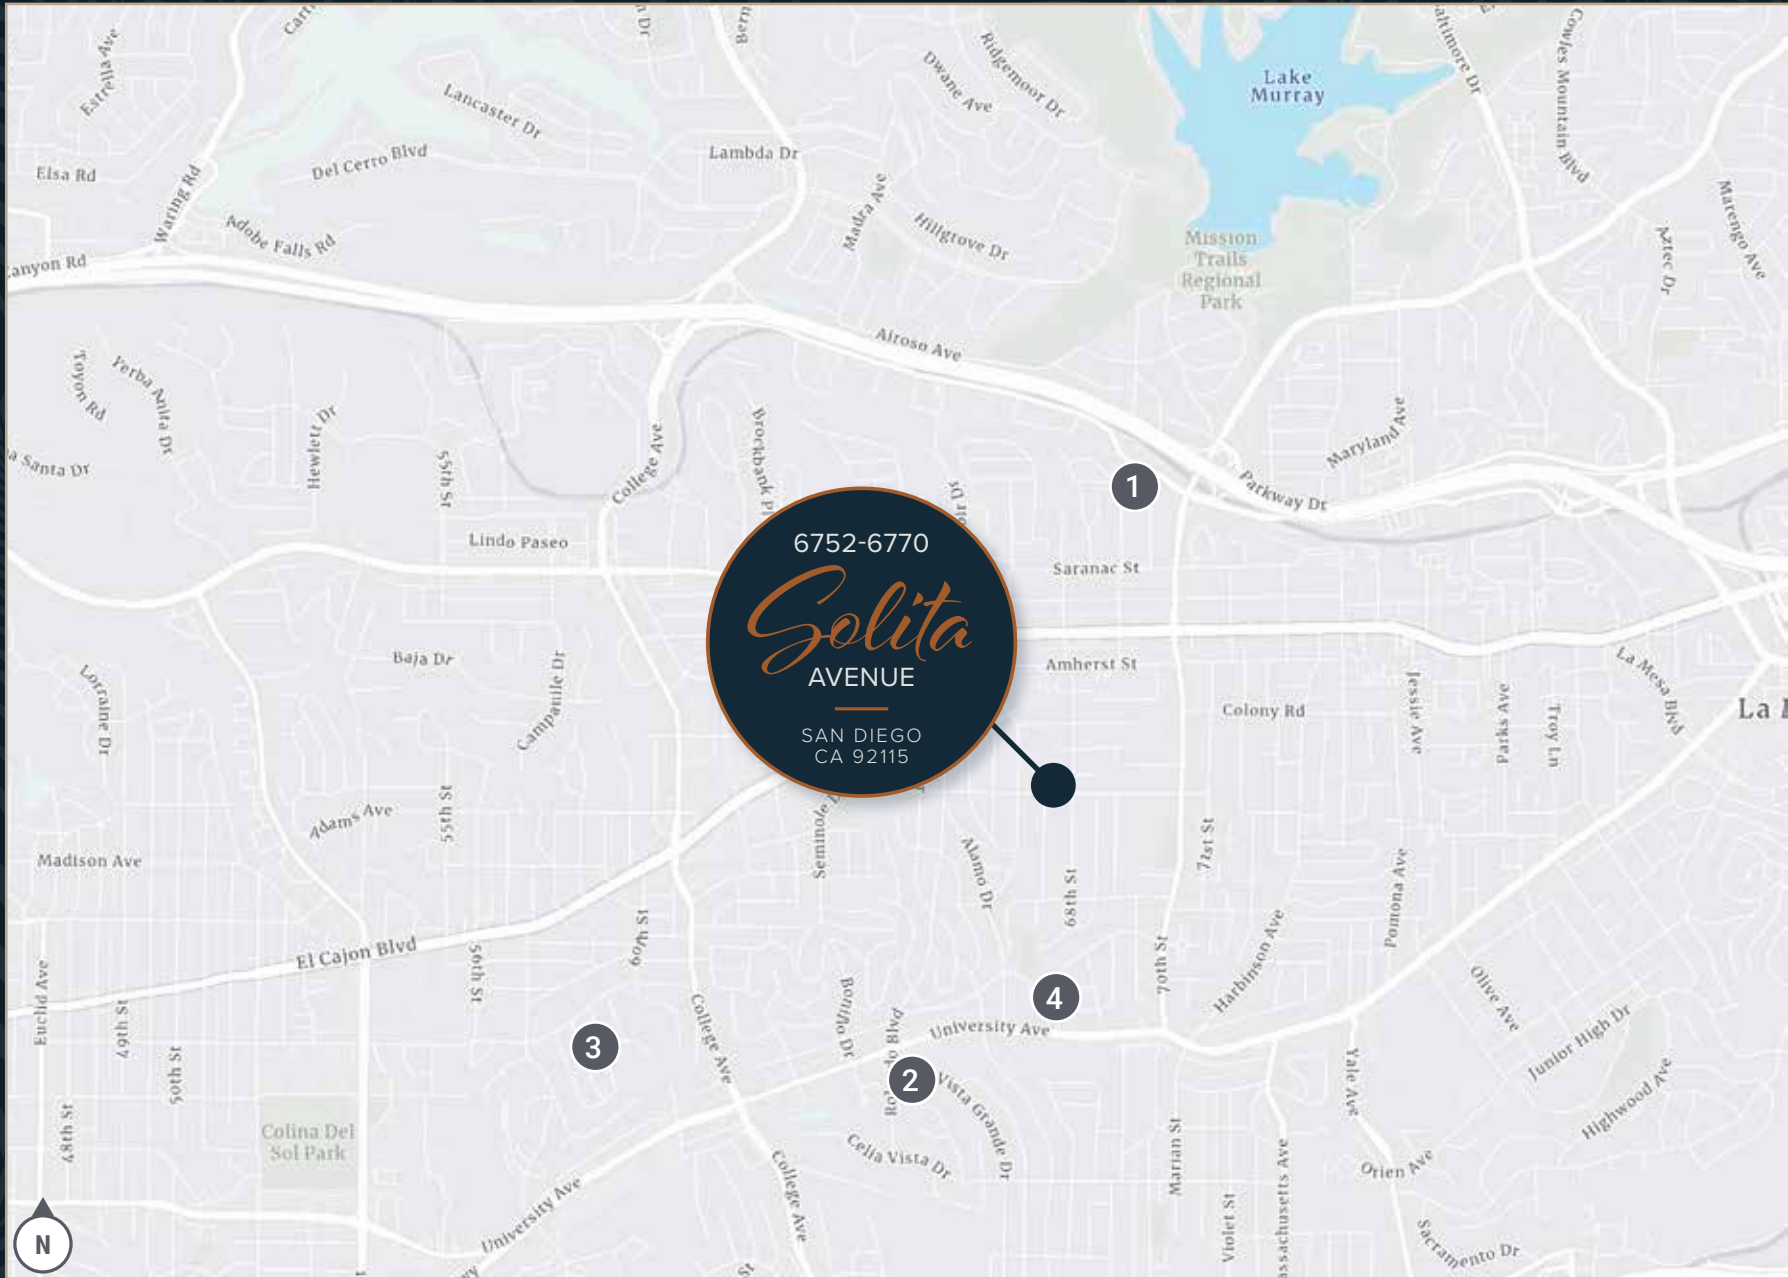 Estrella Ave
Lancaster Dr
Dwane Ave
Ridgemoor Dr
Lake
Murray
Cowles Mountain Blvd
Elsa Rd
Waring Rd
Del Cerro Blvd
Lambda Dr
Madra Ave
Hillgrove Dr
Marengo Ave
Aztec Dr
Adobe Falls Rd
Mission
Trails
Regional
Park
anyon Rd
Airoso Ave
Toyon Rd
Yerba Anita Dr
Hewlett Dr
55th St
College Ave
Brockbank Pl
Maryland Ave
Parkway Dr
a Santa Dr
1
Lindo Paseo
Saranac St
6752-6770
Solita
AVENUE
SAN DIEGO
CA 92115
Amherst St
Baja Dr
Campanile Dr
Lorraine Dr
Colony Rd
Jessie Ave
Parks Ave
Troy Ln
La Mesa Blvd
Adams Ave
55th St
Madison Ave
Seminole D
Alamo Dr
68th St
71st St
Pomona Ave
El Cajon Blvd
56th St
60th St
70th St
Harbinson Ave
Olive Ave
Euclid Ave
49th St
50th St
48th St
3
College Ave
Bonillo Dr
University Ave
4
2
Vista Grande Dr
Celia Vista Dr
Yale Ave
Junior High Dr
Highwood Ave
Colina Del
Sol Park
Marian St
Violet St
Orien Ave
Sacramento Dr
University Ave
College Ave
N